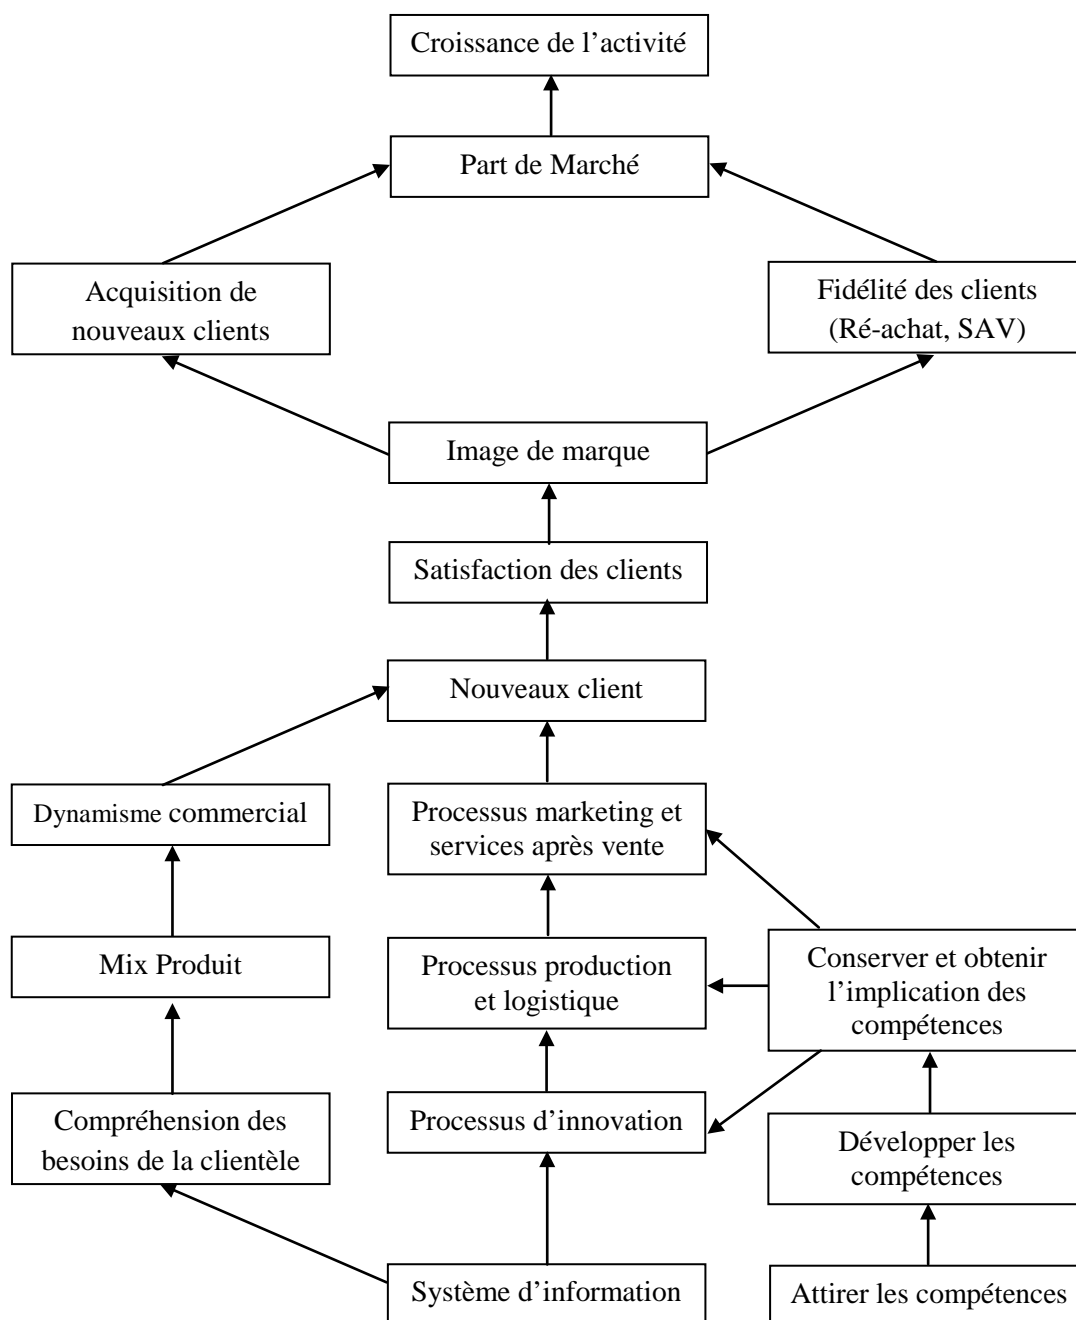 Croissance de l’activité
Part de Marché
Acquisition de
nouveaux clients
Fidélité des clients
(Ré-achat, SAV)
Image de marque
Satisfaction des clients
Nouveaux client
Dynamisme commercial
Processus marketing et
services après vente
Mix Produit
Processus production
et logistique
Conserver et obtenir
l’implication des
compétences
Compréhension des
besoins de la clientèle
Processus d’innovation
Développer les
compétences
Système d’information
Attirer les compétences